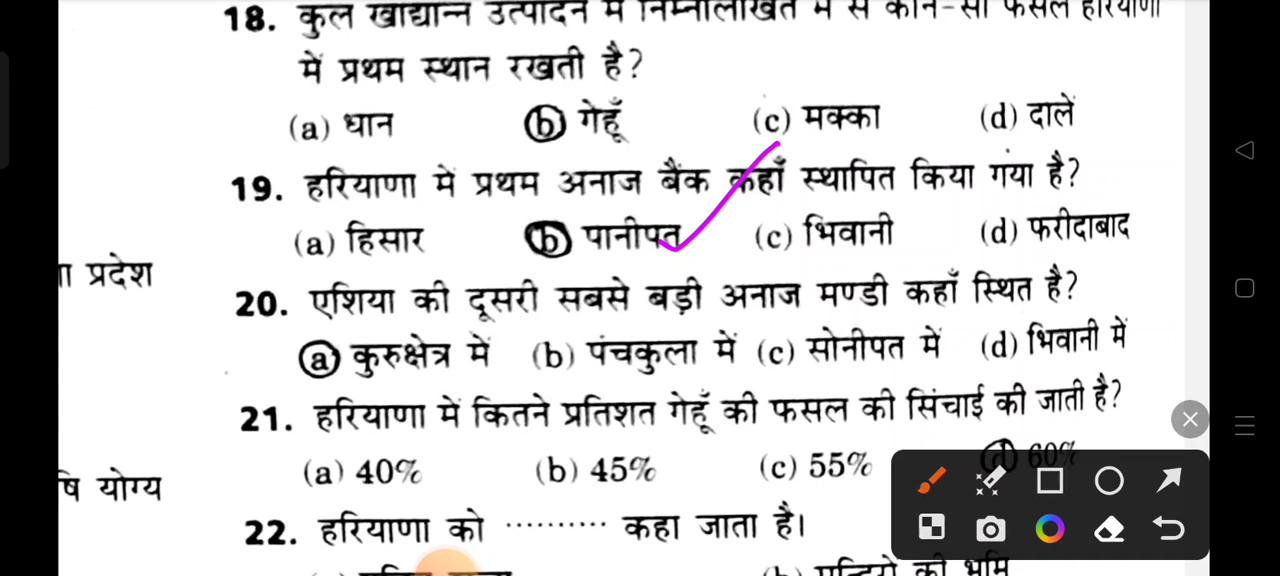 18. कुल खाद्यान्न उत्पादन में निम्नलिखित में से कौन-सी फसल हरियाणा
में प्रथम स्थान रखती है?
(a) धान (b) गेहूँ (c) मक्का (d) दालें
19. हरियाणा में प्रथम अनाज बैंक कहाँ स्थापित किया गया है?
(a) हिसार (b) पानीपत (c) भिवानी (d) फरीदाबाद
प्रदेश
20. एशिया की दूसरी सबसे बड़ी अनाज मण्डी कहाँ स्थित है?
(a) कुरुक्षेत्र में (b) पंचकुला में (c) सोनीपत में (d) भिवानी में
21. हरियाणा में कितने प्रतिशत गेहूँ की फसल की सिंचाई की जाती है?
(a) 40% (b) 45% (c) 55% (d) 60%
योग्य
22. हरियाणा को .......... कहा जाता है।
की भूमि